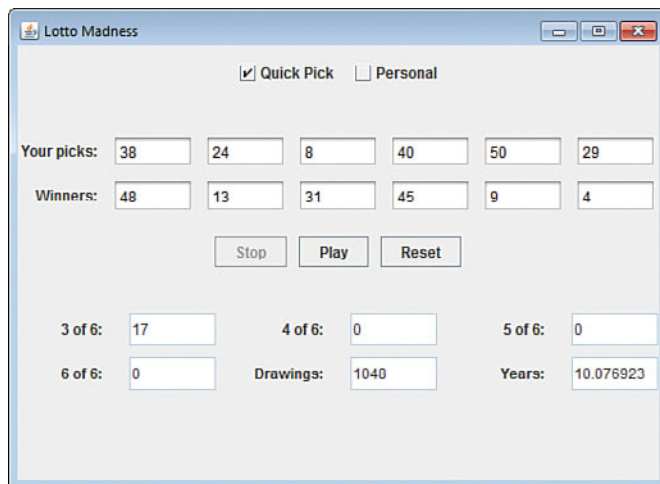 Lotto Madness
Quick Pick Personal
Your picks: 38 24 8 40 50 29
Winners: 48 13 31 45 9 4
Stop Play Reset
3 of 6: 17 4 of 6: 0 5 of 6: 0
6 of 6: 0 Drawings: 1048 Years: 10.076923